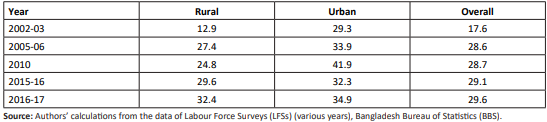 Year Rural Urban Overall
2002-03 12.9 29.3 17.6
2005-06 27.4 33.9 28.6
2010 24.8 41.9 28.7
2015-16 29.6 32.3 29.1
2016-17 32.4 34.9 29.6
Source: Authors' calculations from the data of Labour Force Surveys (LFSs) (various years), Bangladesh Bureau of Statistics (BBS).